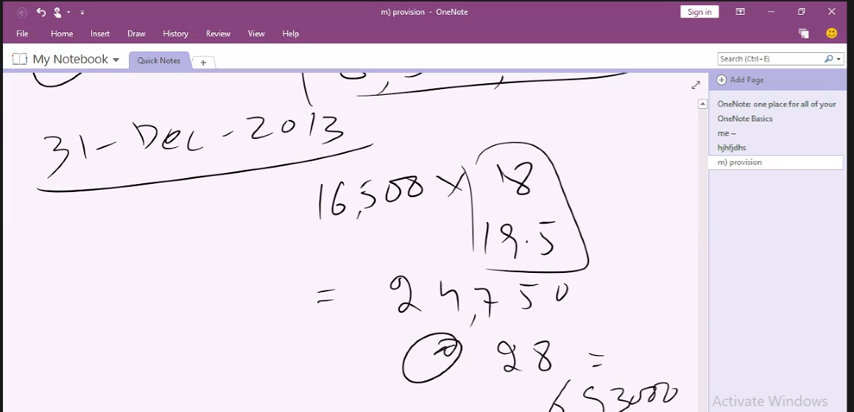 m) provision - OneNote
Sign in
File Home Insert Draw History Review View Help
My Notebook Quick Notes +
Search (Ctrl+E)
Add Page
OneNote: one place for all of your
OneNote Basics
me ~
hjhfjdhs
m) provision
31- Dec - 2013
16,500 × 18
19.5
= 24,750
28 =
693000
Activate Windows